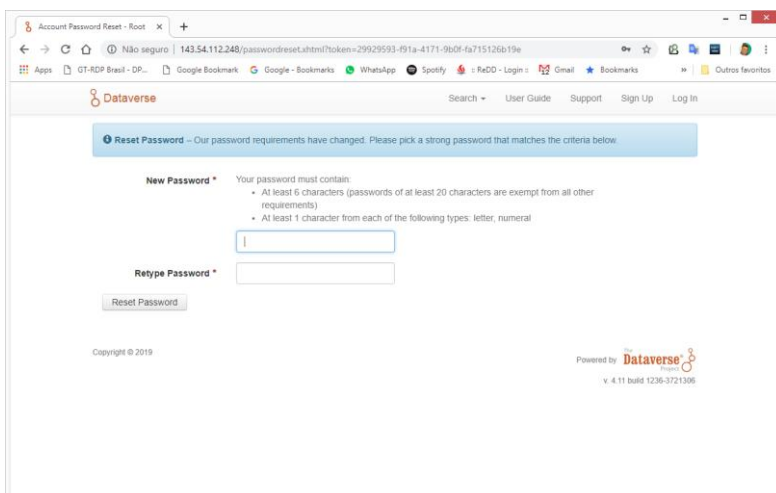 Account Password Reset - Root
Não seguro | 143.54.112.248/passwordreset.xhtml?token=29929593-f91a-4171-9b0f-fa715126b19e
Apps GT-RDP Brasil - DP... Google Bookmark Google - Bookmarks WhatsApp Spotify :: ReDD - Login :: Gmail Bookmarks » Outros favoritos
Dataverse Search User Guide Support Sign Up Log In
Reset Password – Our password requirements have changed. Please pick a strong password that matches the criteria below.
New Password * Your password must contain:
• At least 6 characters (passwords of at least 20 characters are exempt from all other
requirements)
• At least 1 character from each of the following types: letter, numeral
Retype Password *
Reset Password
Copyright © 2019
Powered by The Dataverse Project
v. 4.11 build 1236-3721306